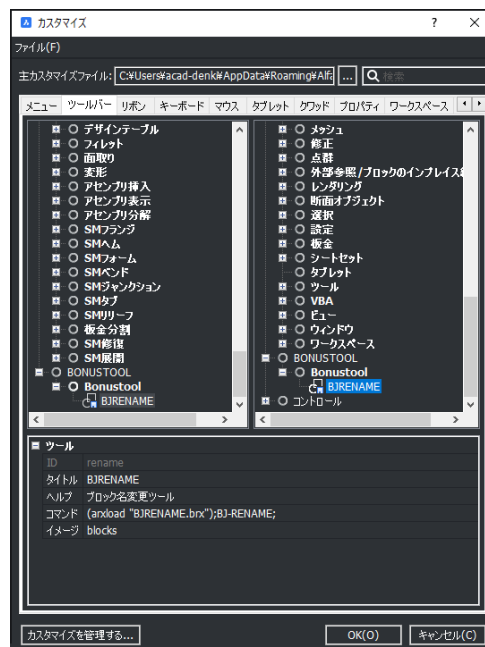 カスタマイズ
ファイル(F)
主カスタマイズファイル: C:¥Users¥acad-denk¥AppData¥Roaming¥Alfa ... 検索
メニュー ツールバー リボン キーボード マウス タブレット クワッド プロパティ ワークスペース
デザインテーブル
フィレット
面取り
変形
アセンブリ挿入
アセンブリ表示
アセンブリ分解
SMフランジ
SMヘム
SMフォーム
SMベンド
SMジャンクション
SMタブ
SMリリーフ
板金分割
SM修復
SM展開
BONUSTOOL
Bonustool
BJRENAME
メッシュ
修正
点群
外部参照/ブロックのインプレイス
レンダリング
断面オブジェクト
選択
設定
板金
シートセット
タブレット
ツール
VBA
ビュー
ウィンドウ
ワークスペース
BONUSTOOL
Bonustool
BJRENAME
コントロール
ツール
ID rename
タイトル BJRENAME
ヘルプ ブロック名変更ツール
コマンド (arxload "BJRENAME.brx");BJ-RENAME;
イメージ blocks
カスタマイズを管理する... OK(O) キャンセル(C)